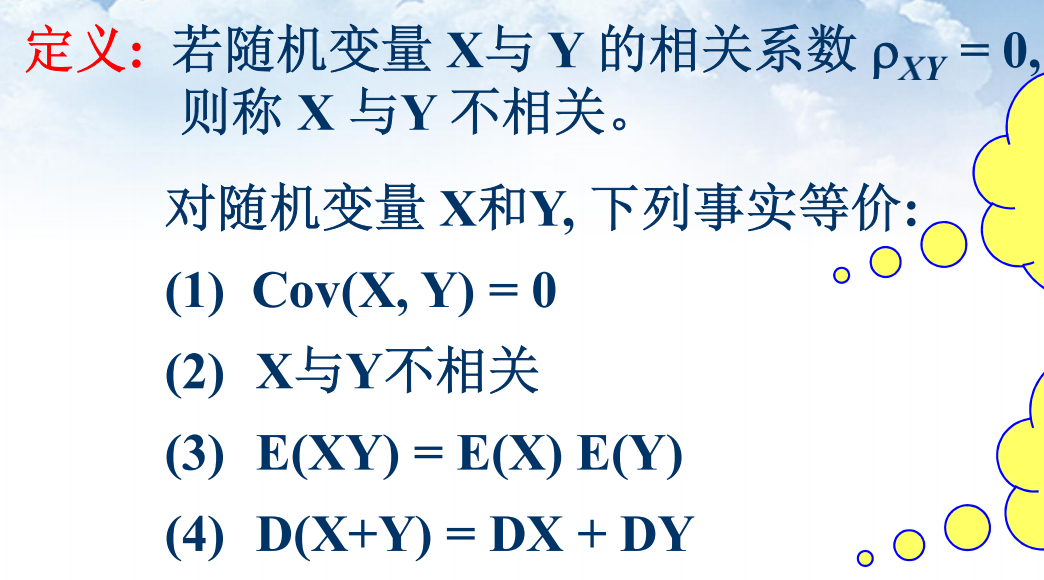 定义: 若随机变量 X与 Y 的相关系数 ρXY = 0,
则称 X 与Y 不相关。
对随机变量 X和Y, 下列事实等价:
(1) Cov(X, Y) = 0
(2) X与Y不相关
(3) E(XY) = E(X) E(Y)
(4) D(X+Y) = DX + DY